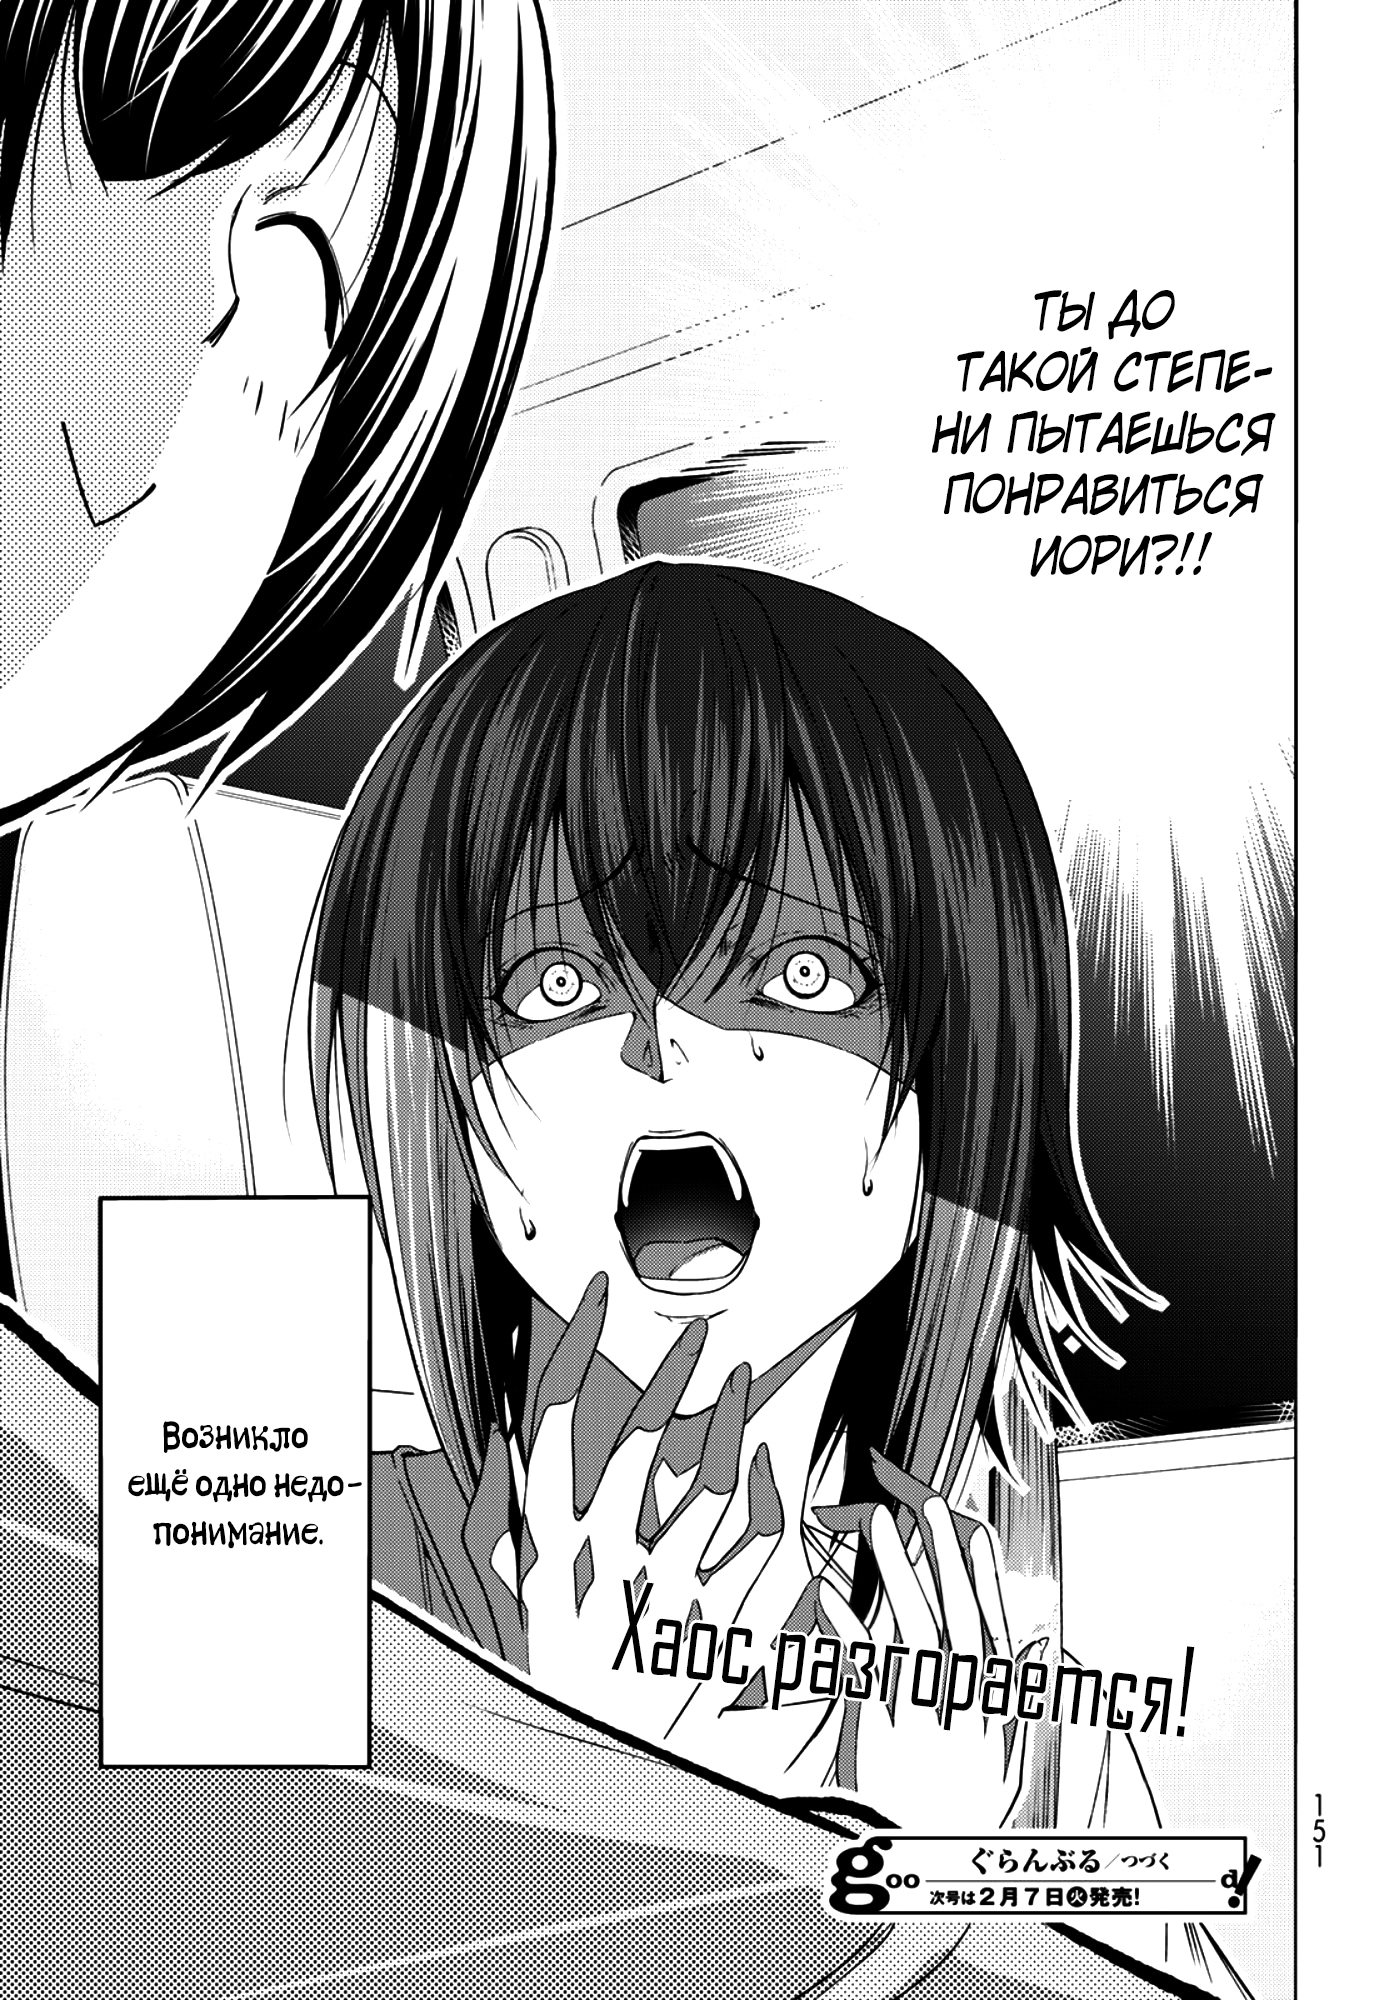 ТЫ ДО
ТАКОЙ СТЕПЕ-
НИ ПЫТАЕШЬСЯ
ПОНРАВИТЬСЯ
ИОРИ?!!
Возникло
ещё одно недо-
понимание.
Хаос разгорается!
151
good!
ぐらんぶる／つづく
次号は2月7日㊋発売!